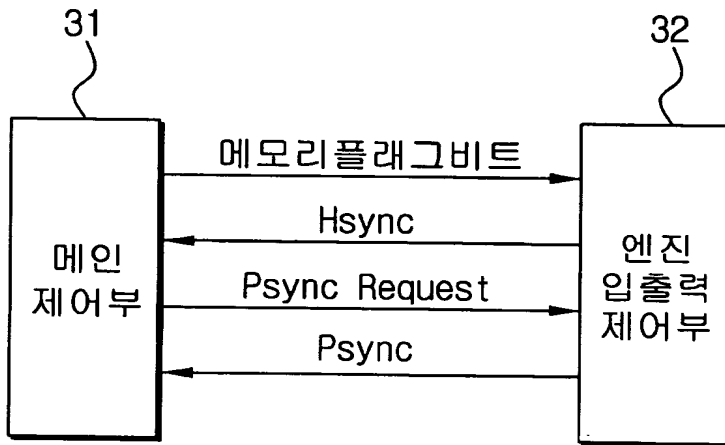 31
32
메인
제어부
메모리플래그비트
Hsync
Psync Request
Psync
엔진
입출력
제어부